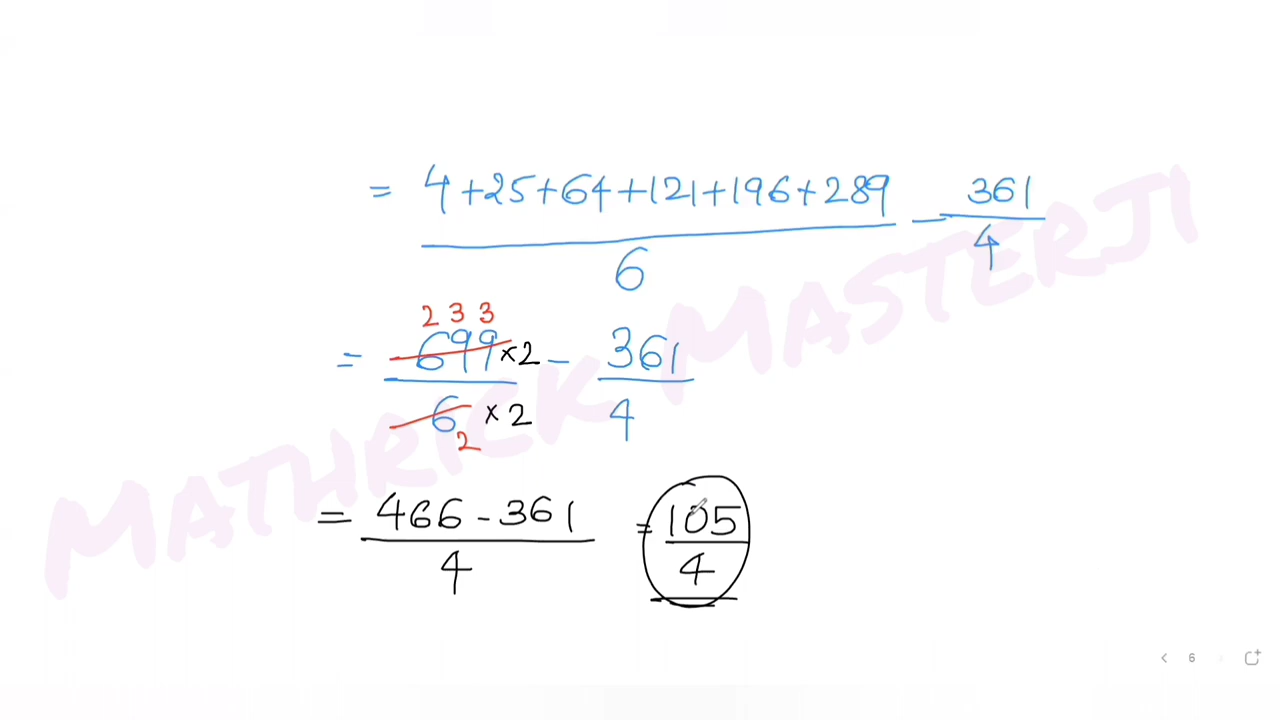 = 4+25+64+121+196+289 / 6 - 361 / 4
2 3 3
= 699 ×2 / 6 ×2 - 361 / 4
2
= 466 - 361 / 4 = 105 / 4
MATHRICK MASTERJI
< 6 >